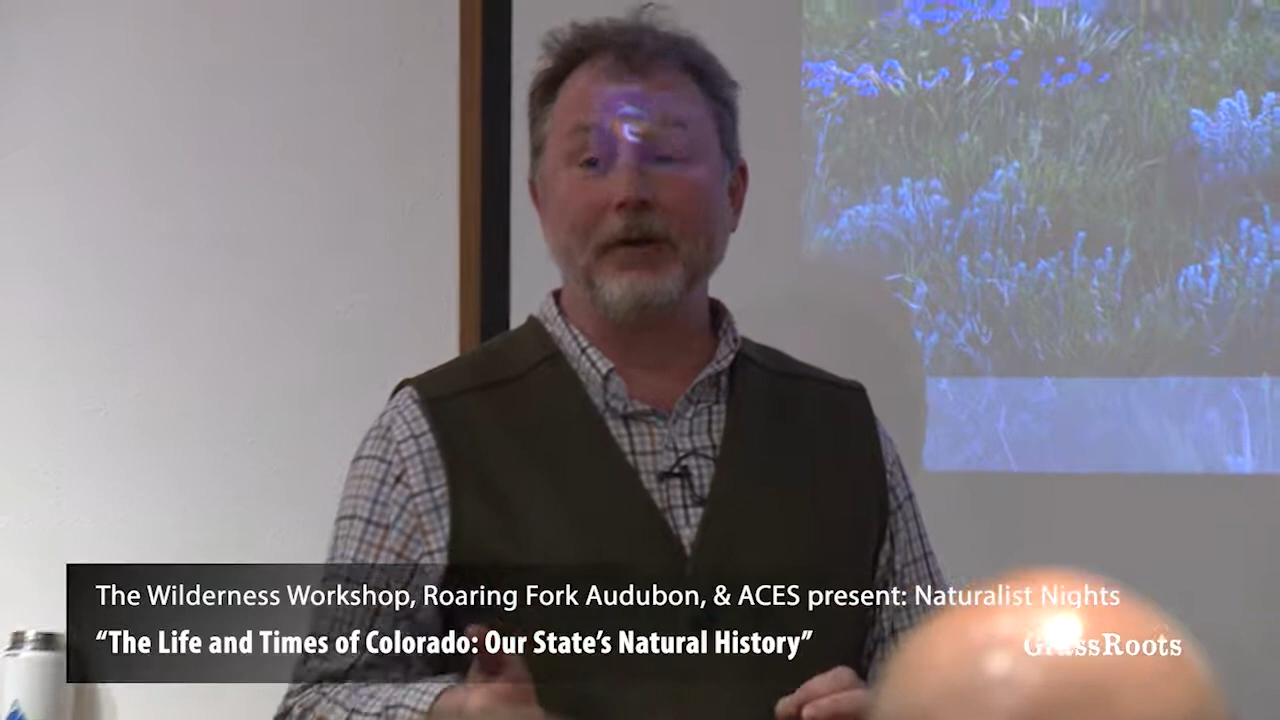 The Wilderness Workshop, Roaring Fork Audubon, & ACES present: Naturalist Nights
“The Life and Times of Colorado: Our State’s Natural History”
GrassRoots